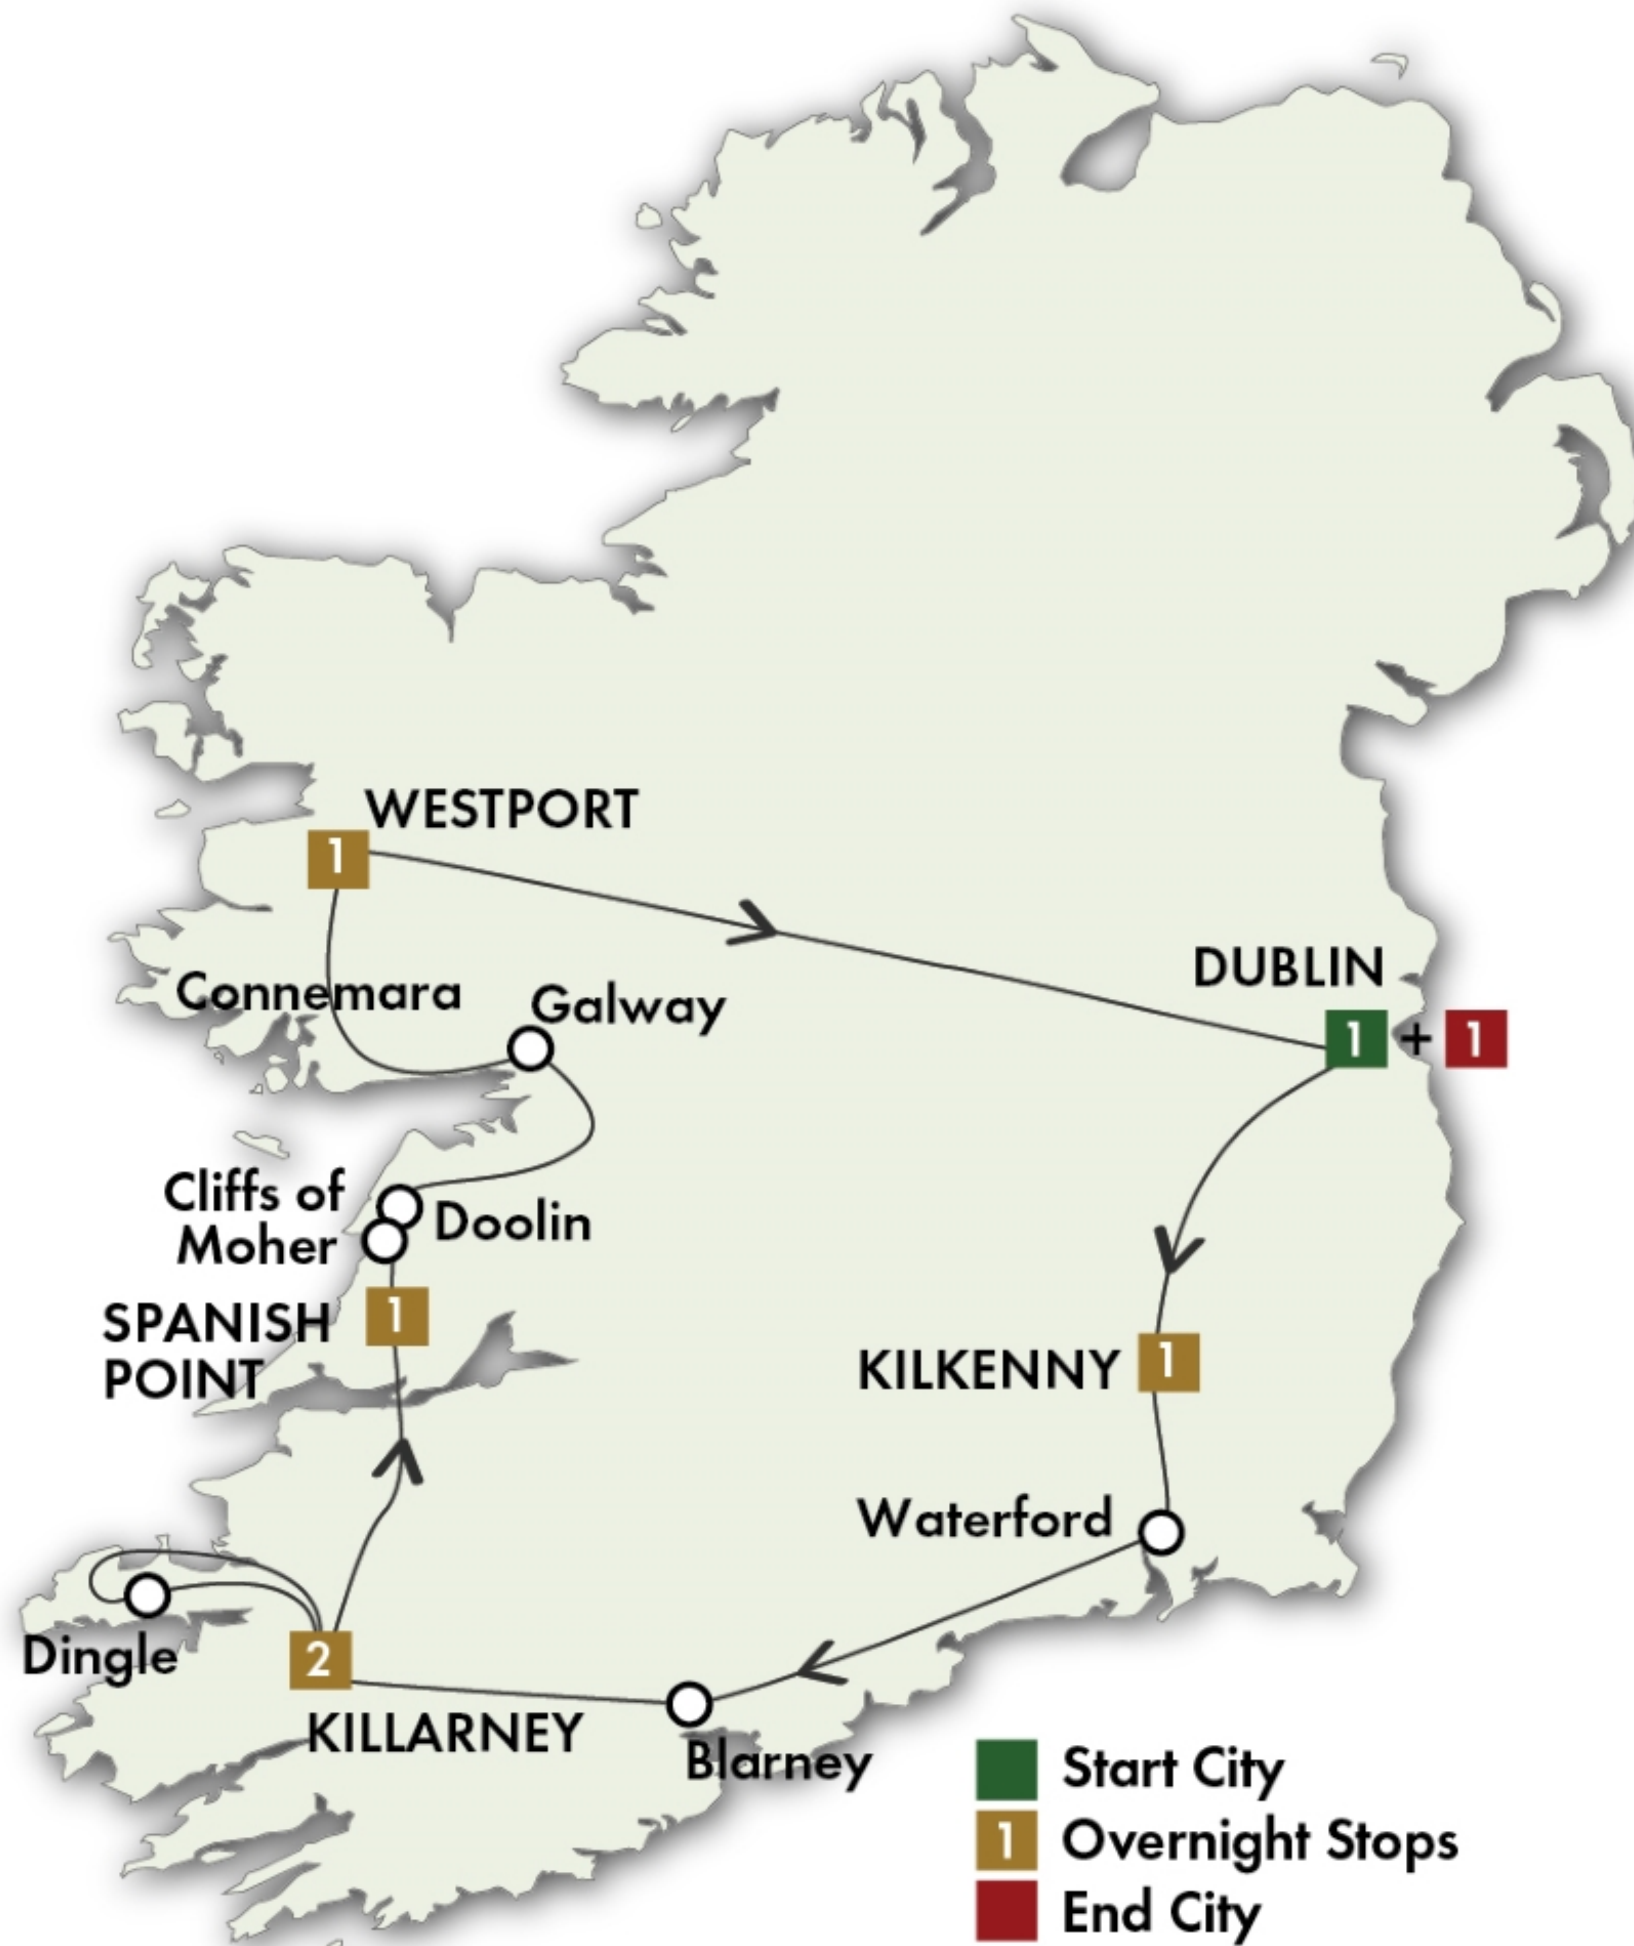 WESTPORT
1
DUBLIN
1 + 1
Connemara
Galway
Cliffs of
Moher
Doolin
SPANISH
POINT
1
KILKENNY
1
Waterford
Dingle
2
KILLARNEY
Blarney
Start City
1 Overnight Stops
End City